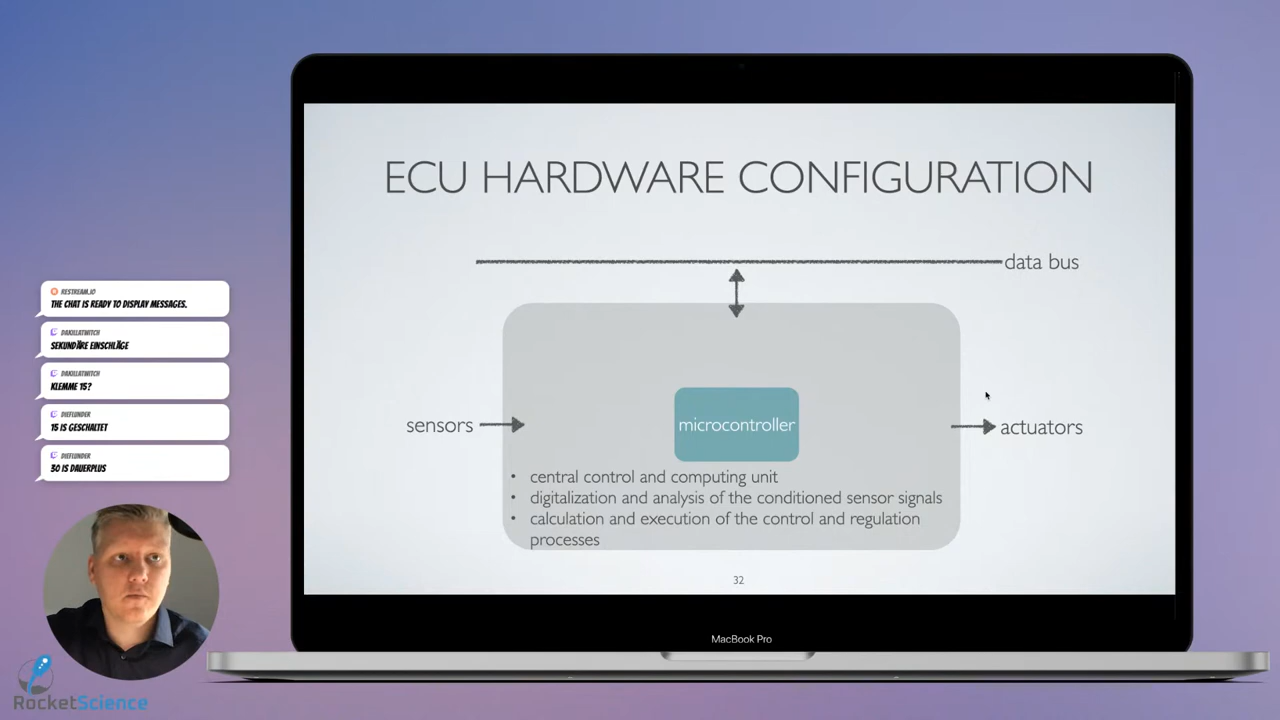 ECU HARDWARE CONFIGURATION
data bus
sensors
microcontroller
actuators
• central control and computing unit
• digitalization and analysis of the conditioned sensor signals
• calculation and execution of the control and regulation
processes
32
MacBook Pro
RESTREAM.IO
THE CHAT IS READY TO DISPLAY MESSAGES.
DAKILLATWITCH
SEKUNDÄRE EINSCHLÄGE
DAKILLATWITCH
KLEMME 15?
DIEFLUNDER
15 IS GESCHALTET
DIEFLUNDER
30 IS DAUERPLUS
RocketScience